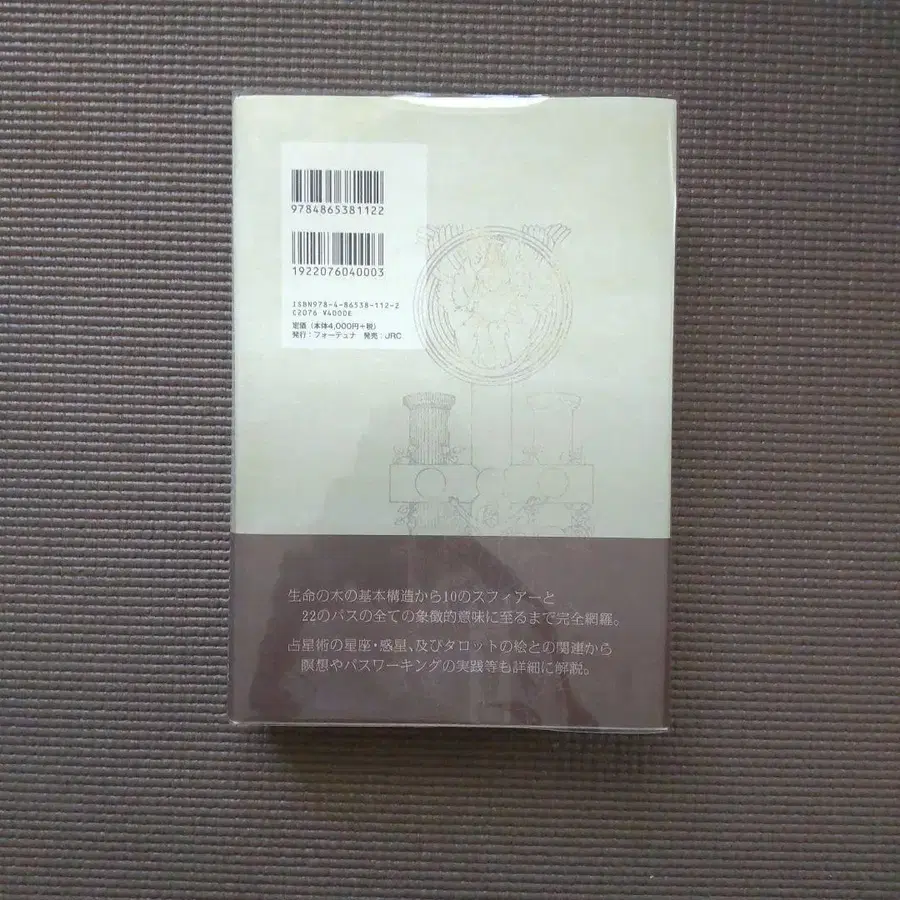 9784865381122
1922076040003
ISBN978-4-86538-112-2
C2076 ¥4000E
定価（本体4,000円＋税）
発行：フォーテュナ　発売：JRC
生命の木の基本構造から10のスフィアーと
22のパスの全ての象徴的意味に至るまで完全網羅。
占星術の星座・惑星、及びタロットの絵との関連から
瞑想やパスワーキングの実践等も詳細に解説。